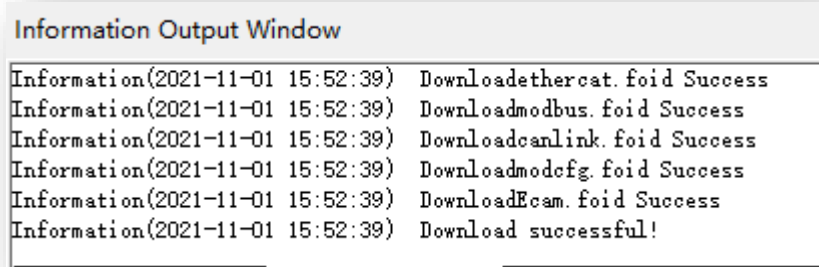 Information Output Window
Information(2021-11-01 15:52:39) Downloadethercat.foid Success
Information(2021-11-01 15:52:39) Downloadmodbus.foid Success
Information(2021-11-01 15:52:39) Downloadcanlink.foid Success
Information(2021-11-01 15:52:39) Downloadmodcfg.foid Success
Information(2021-11-01 15:52:39) DownloadEcam.foid Success
Information(2021-11-01 15:52:39) Download successful!